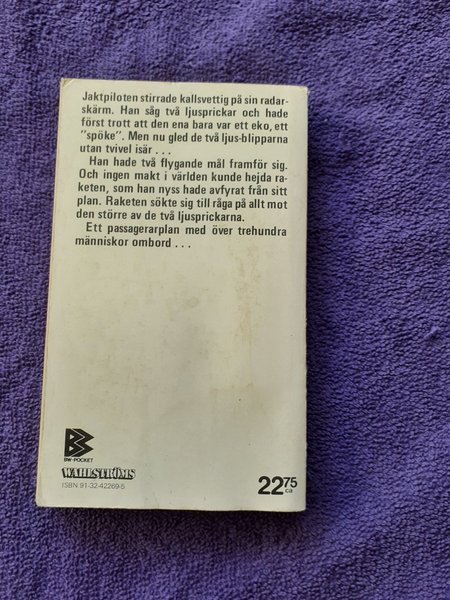 Jaktpiloten stirrade kallsvettig på sin radar-
skärm. Han såg två ljusprickar och hade
först trott att den ena bara var ett eko, ett
"spöke". Men nu gled de två ljus-blipparna
utan tvivel isär . . .
Han hade två flygande mål framför sig.
Och ingen makt i världen kunde hejda ra-
keten, som han nyss hade avfyrat från sitt
plan. Raketen sökte sig till råga på allt mot
den större av de två ljusprickarna.
Ett passagerarplan med över trehundra
människor ombord . . .
BW-POCKET
WAHLSTRÖMS
ISBN 91-32-42269-5
22 75
ca